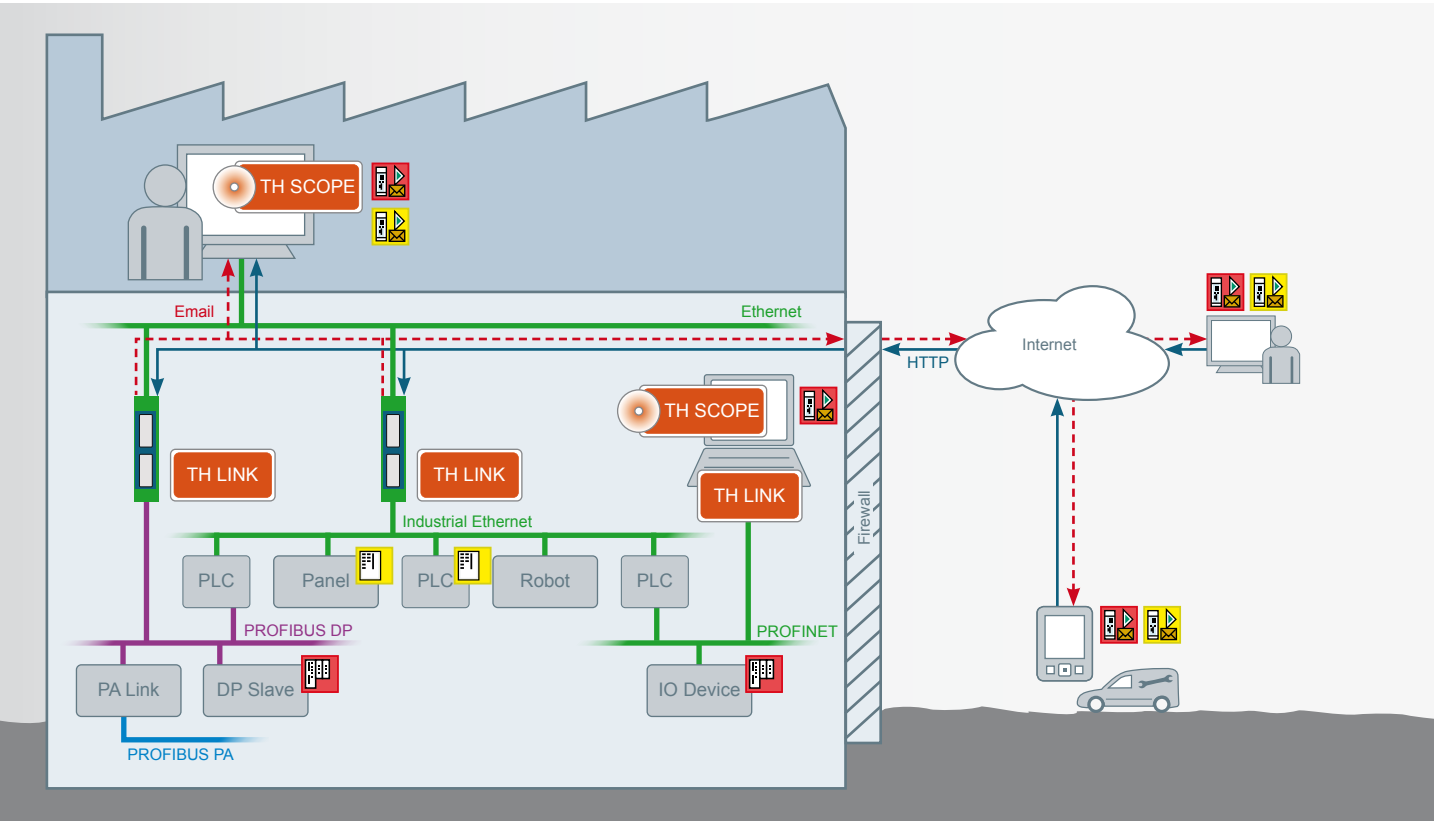 TH SCOPE
Email
Ethernet
Internet
HTTP
TH SCOPE
TH LINK
TH LINK
TH LINK
Firewall
Industrial Ethernet
PLC
Panel
PLC
Robot
PLC
PROFIBUS DP
PROFINET
PA Link
DP Slave
IO Device
PROFIBUS PA